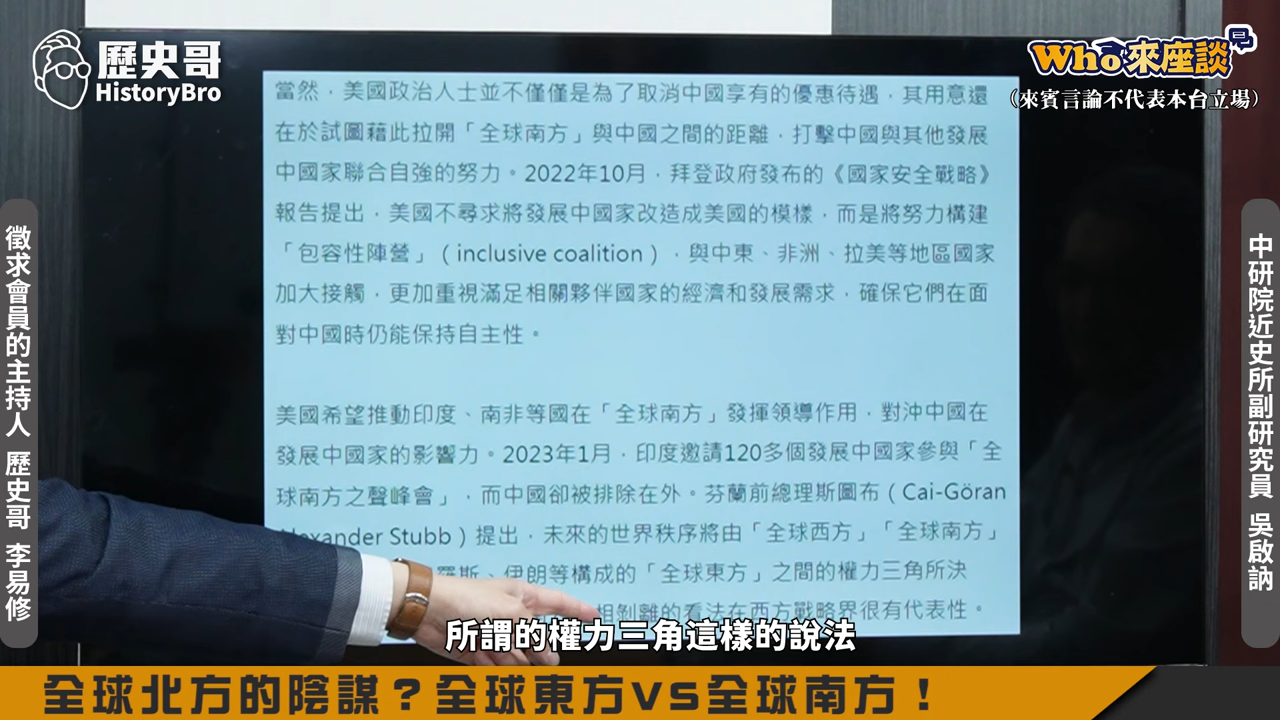 歷史哥
HistoryBro
Who來座談
(來賓言論不代表本台立場)
當然，美國政治人士並不僅僅是為了取消中國享有的優惠待遇，其用意還
在於試圖藉此拉開「全球南方」與中國之間的距離，打擊中國與其他發展
中國家聯合自強的努力。2022年10月，拜登政府發布的《國家安全戰略》
報告提出，美國不尋求將發展中國家改造成美國的模樣，而是將努力構建
「包容性陣營」（inclusive coalition），與中東、非洲、拉美等地區國家
加大接觸，更加重視滿足相關夥伴國家的經濟和發展需求，確保它們在面
對中國時仍能保持自主性。
美國希望推動印度、南非等國在「全球南方」發揮領導作用，對沖中國在
發展中國家的影響力。2023年1月，印度邀請120多個發展中國家參與「全
球南方之聲峰會」，而中國卻被排除在外。芬蘭前總理斯圖布（Cai-Göran
Stubb）提出，未來的世界秩序將由「全球西方」「全球南方」
羅斯、伊朗等構成的「全球東方」之間的權力三角所決
相剝離的看法在西方戰略界很有代表性。
徵求會員的主持人 歷史哥 李易修
中研院近史所副研究員 吳啟訥
所謂的權力三角這樣的說法
全球北方的陰謀？全球東方vs全球南方！